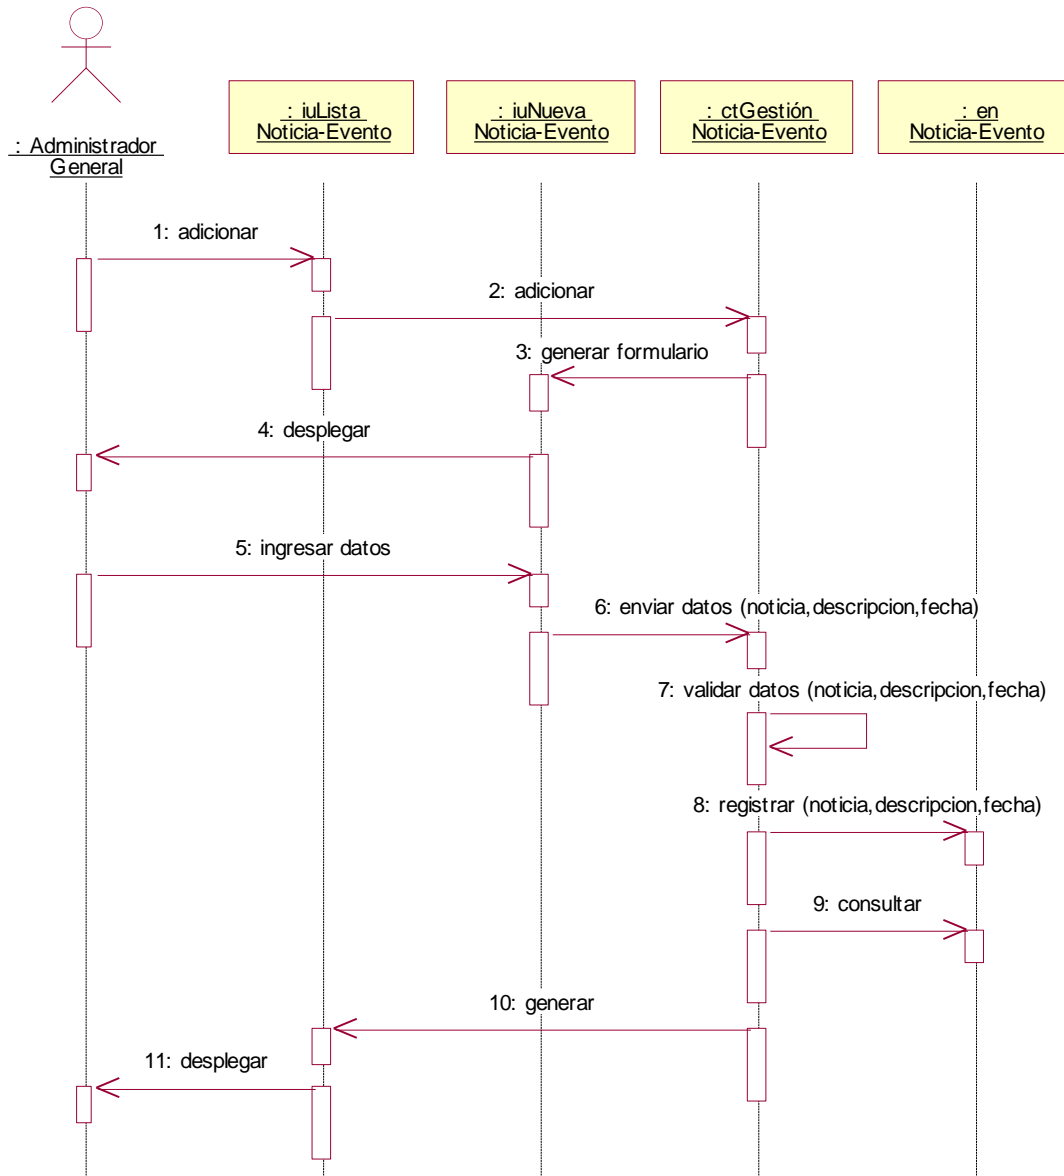 : Administrador
General
: iuLista
Noticia-Evento
: iuNueva
Noticia-Evento
: ctGestión
Noticia-Evento
: en
Noticia-Evento
1: adicionar
2: adicionar
3: generar formulario
4: desplegar
5: ingresar datos
6: enviar datos (noticia,descripcion,fecha)
7: validar datos (noticia,descripcion,fecha)
8: registrar (noticia,descripcion,fecha)
9: consultar
10: generar
11: desplegar